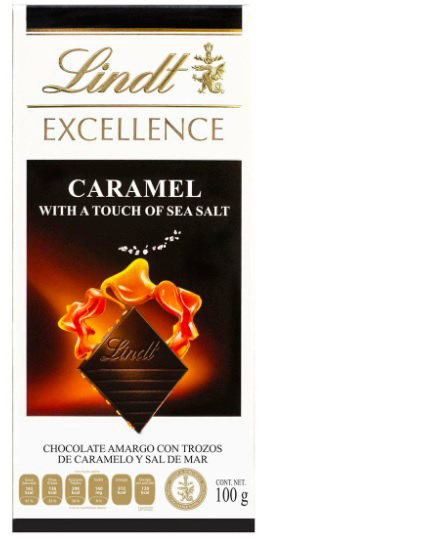 Lindt
EXCELLENCE
CARAMEL
WITH A TOUCH OF SEA SALT
Lindt
CHOCOLATE AMARGO CON TROZOS
DE CARAMELO Y SAL DE MAR
CONT. NET.
100 g